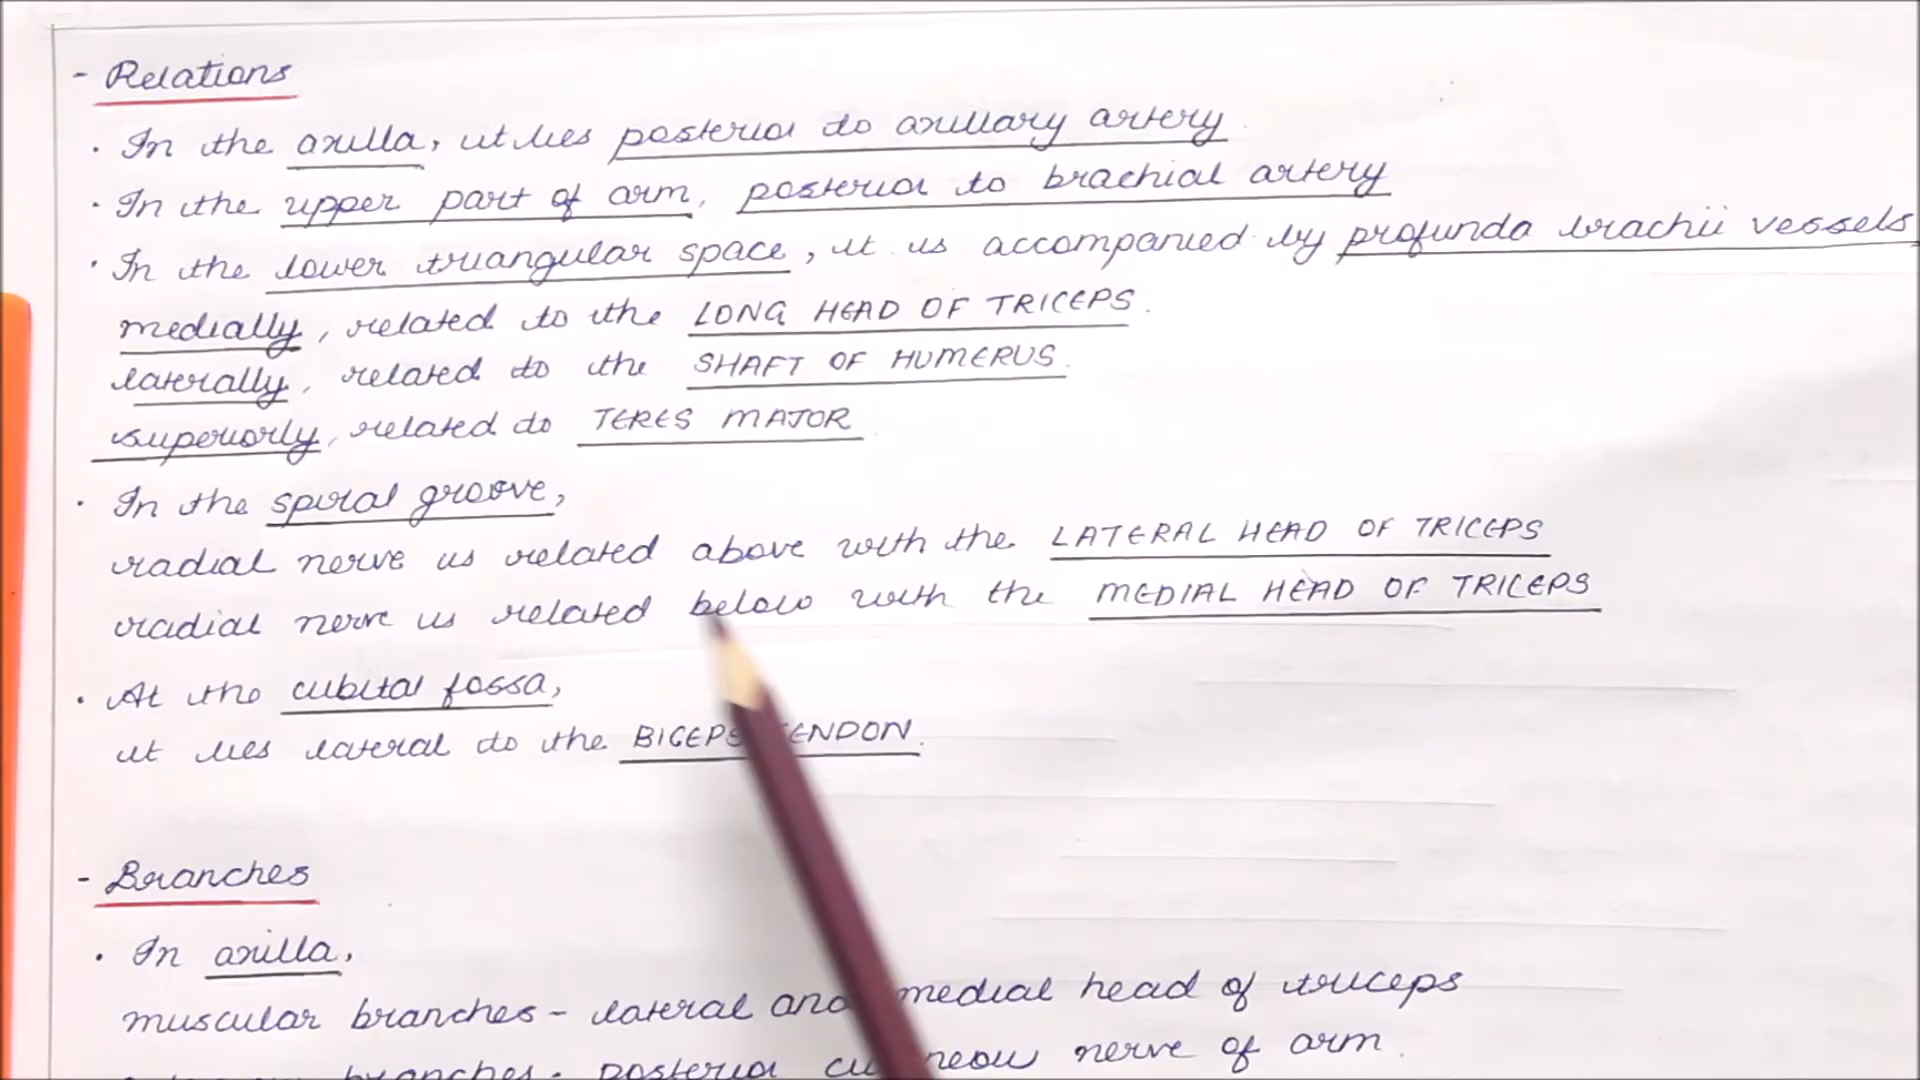 - Relations
· In the axilla, it lies posterior to axillary artery.
· In the upper part of arm, posterior to brachial artery
· In the lower triangular space, it is accompanied by profunda brachii vessels
medially, related to the LONG HEAD OF TRICEPS.
laterally, related to the SHAFT OF HUMERUS.
superiorly, related to TERES MAJOR
· In the spiral groove,
radial nerve is related above with the LATERAL HEAD OF TRICEPS
radial nerve is related below with the MEDIAL HEAD OF TRICEPS
· At the cubital fossa,
it lies lateral to the BICEPS TENDON.
- Branches
· In axilla,
muscular branches - lateral and medial head of triceps
branches - posterior cutaneous nerve of arm.